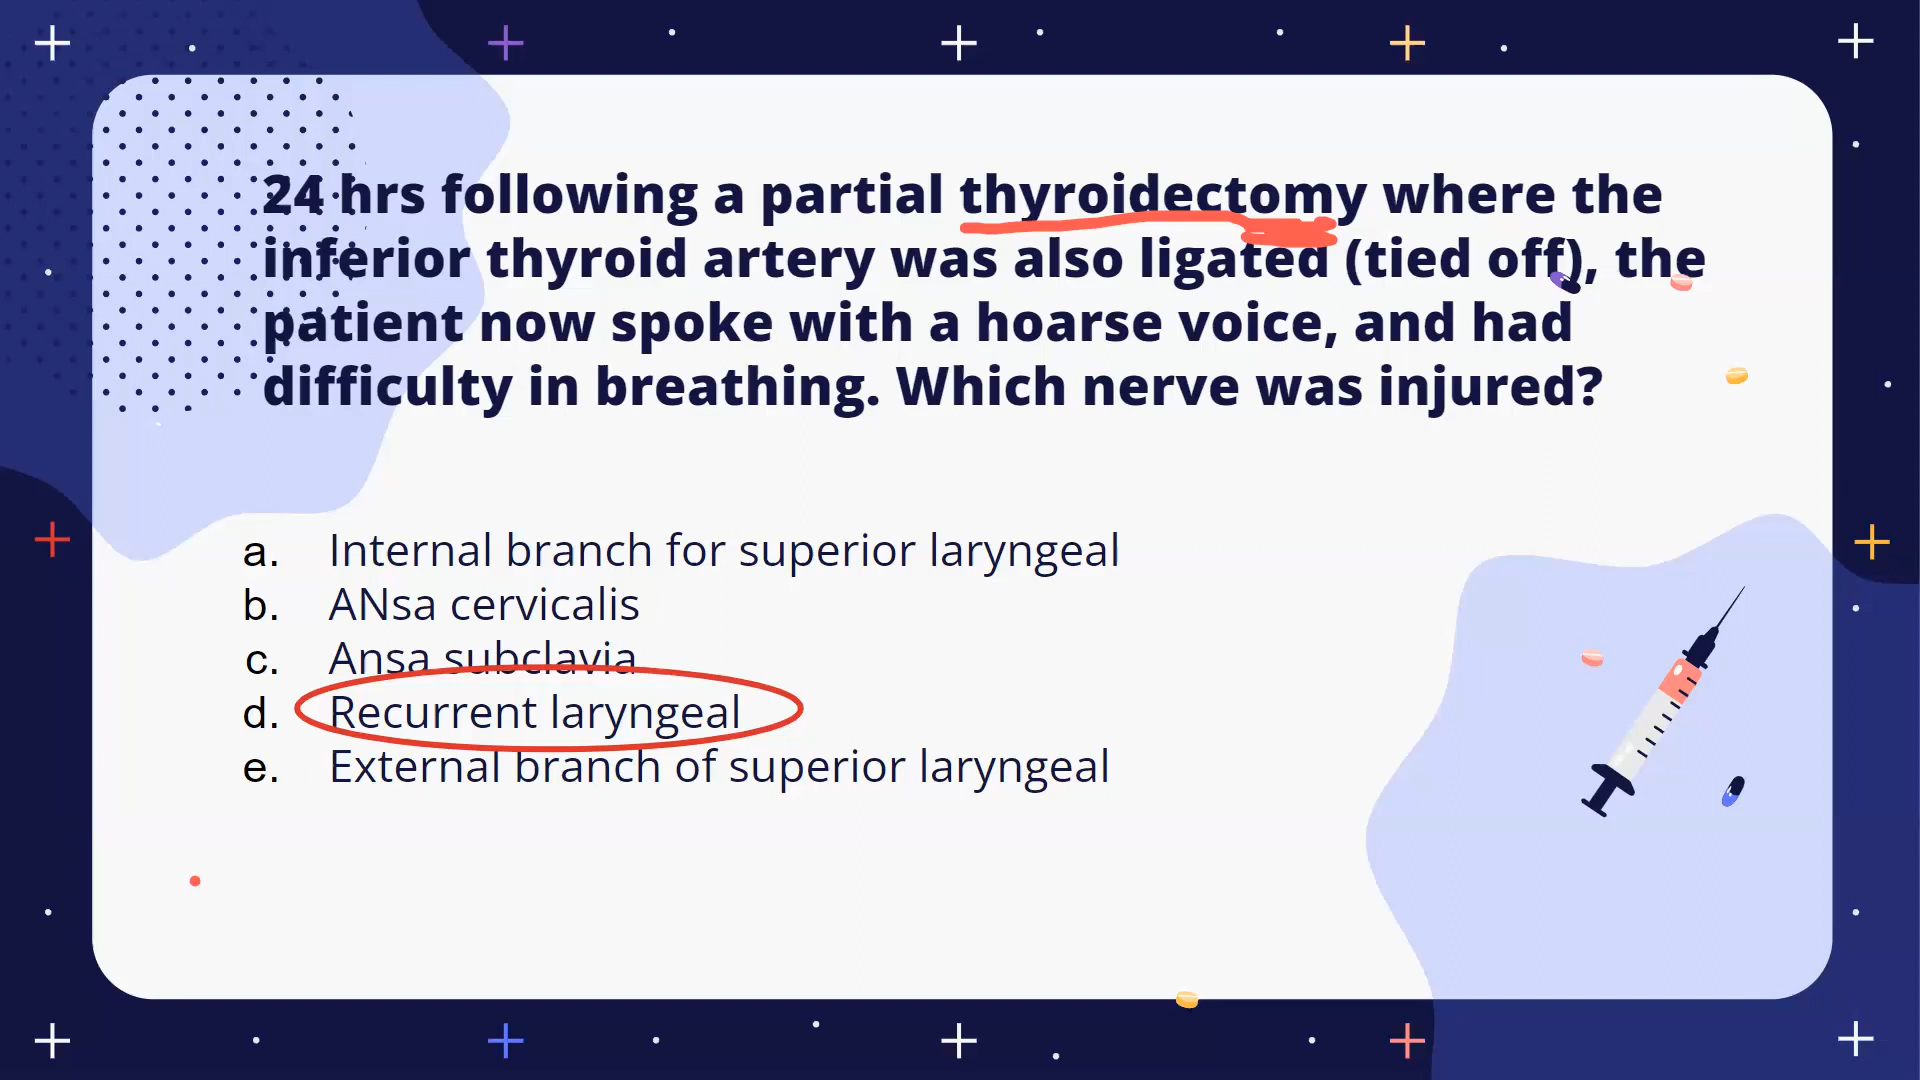 24 hrs following a partial thyroidectomy where the
inferior thyroid artery was also ligated (tied off), the
patient now spoke with a hoarse voice, and had
difficulty in breathing. Which nerve was injured?
a. Internal branch for superior laryngeal
b. ANsa cervicalis
c. Ansa subclavia
d. Recurrent laryngeal
e. External branch of superior laryngeal